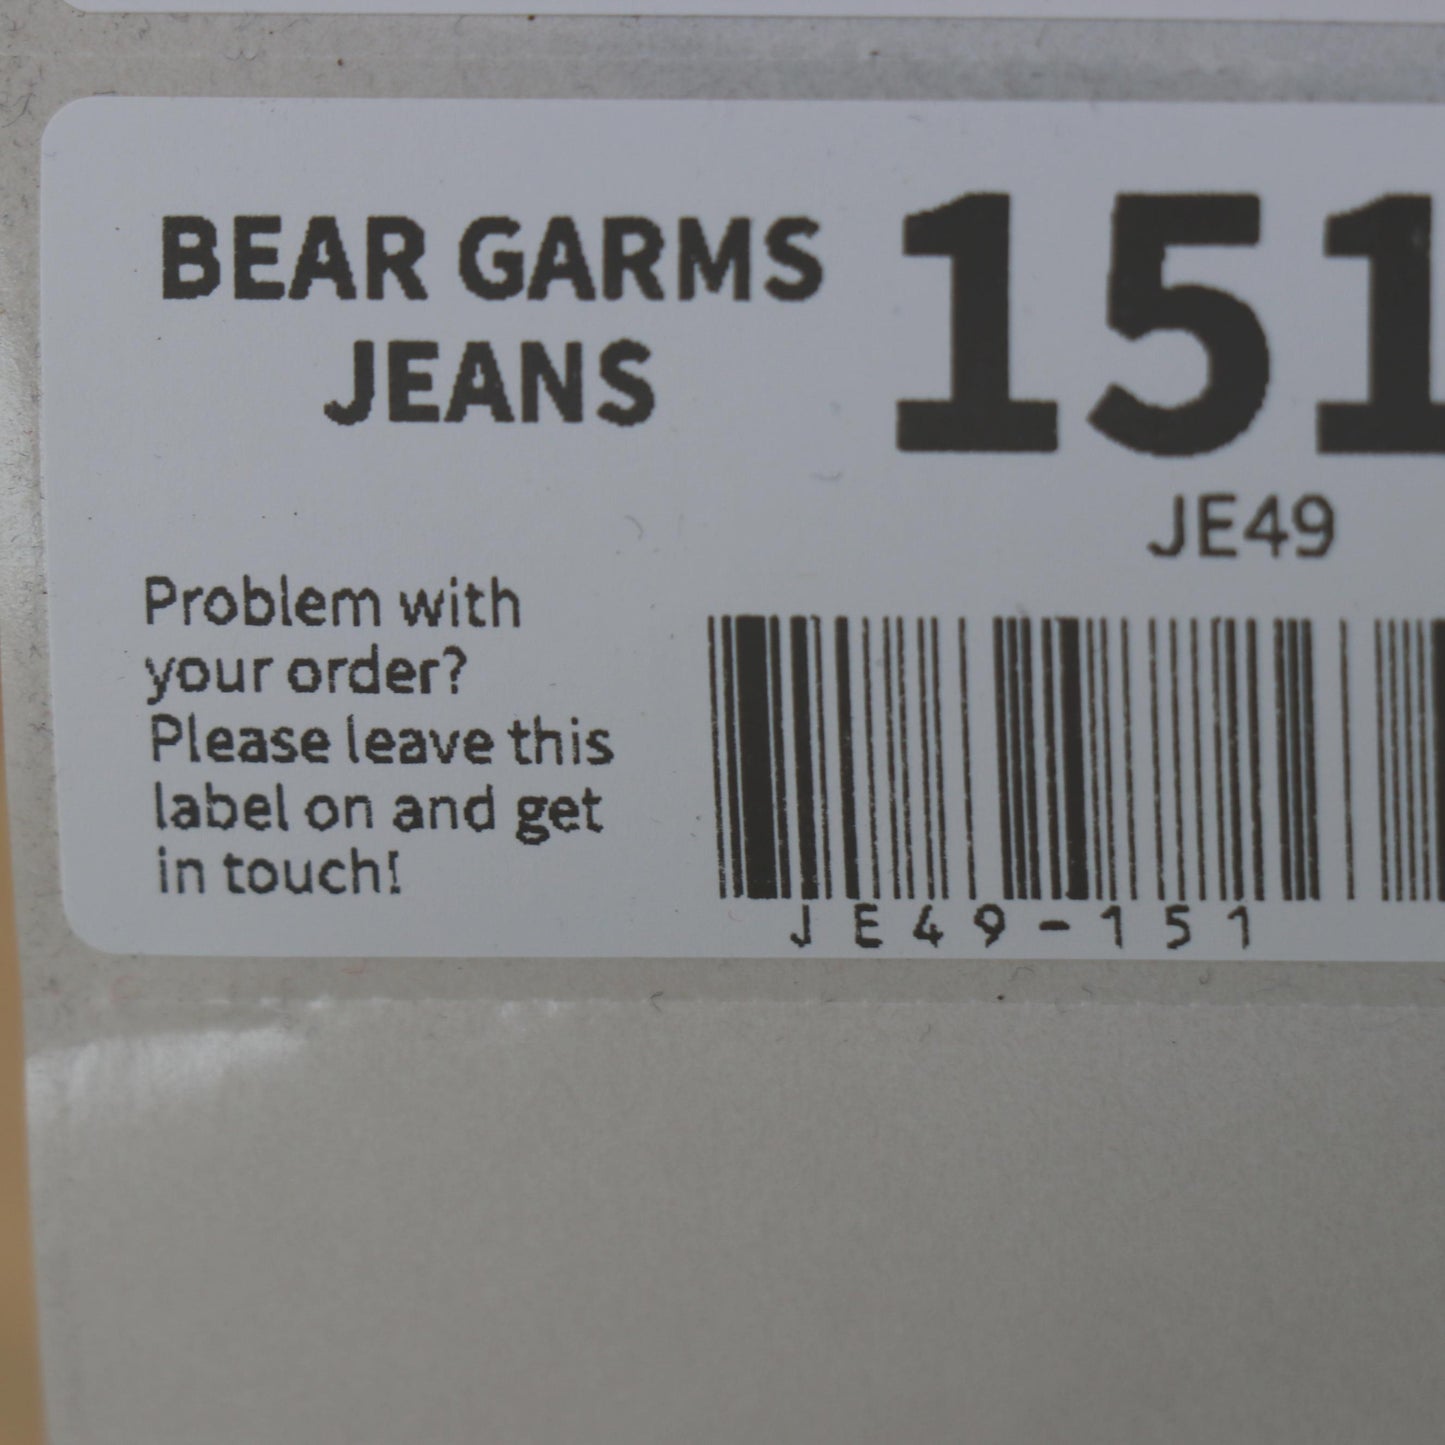 BEAR GARMS
JEANS
151
JE49
Problem with
your order?
Please leave this
label on and get
in touch!
JE49-151